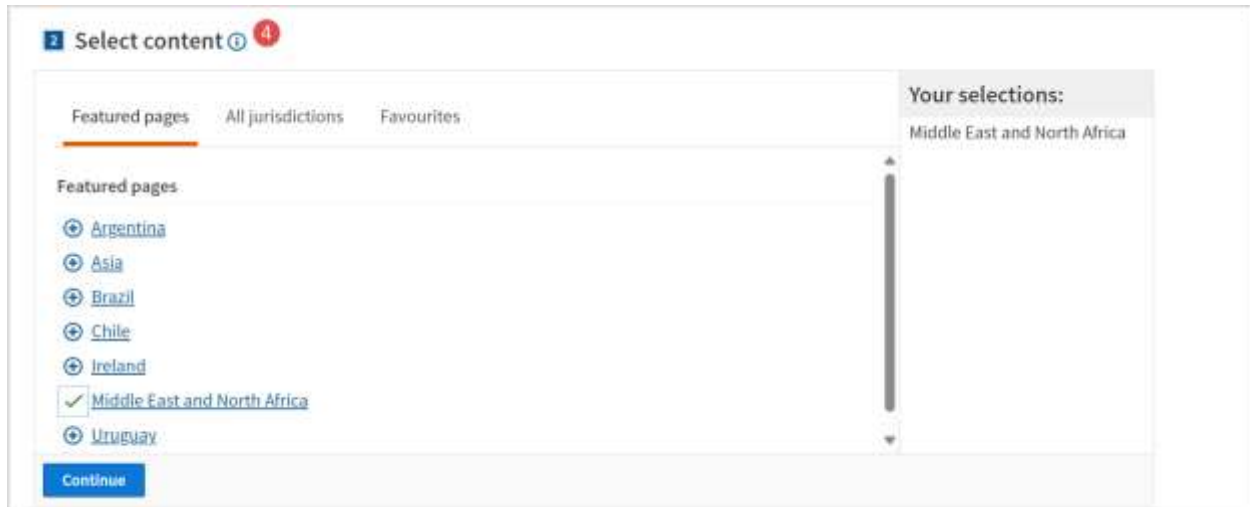 2 Select content 4
Featured pages All jurisdictions Favourites
Your selections:
Middle East and North Africa
Featured pages
Argentina
Asia
Brazil
Chile
Ireland
Middle East and North Africa
Uruguay
Continue